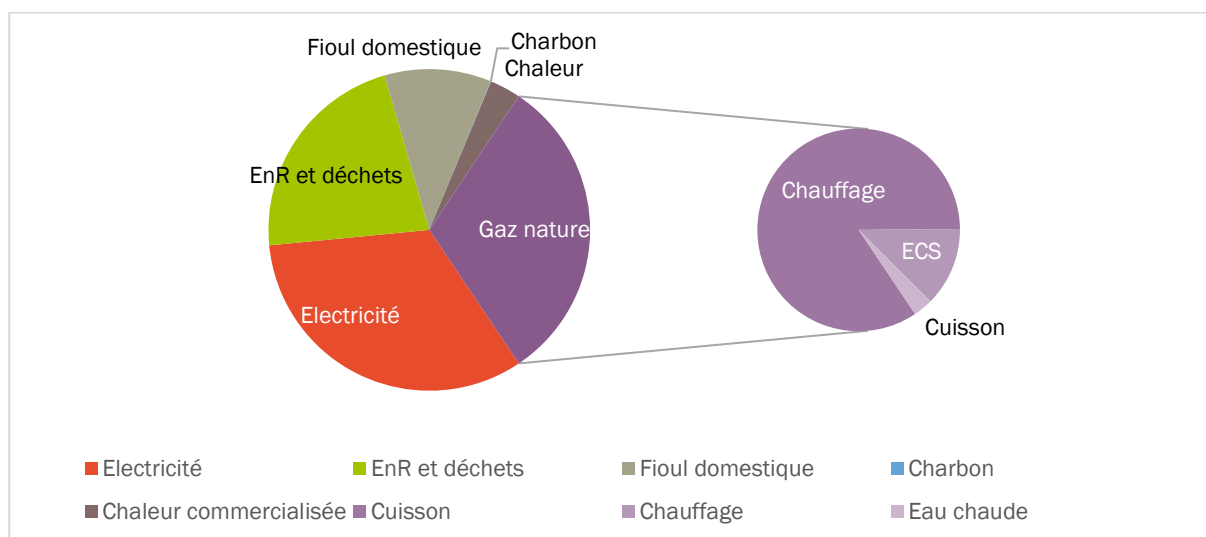 Fioul domestique
Charbon
Chaleur
EnR et déchets
Gaz nature
Electricité
Chauffage
ECS
Cuisson
Electricité
EnR et déchets
Fioul domestique
Charbon
Chaleur commercialisée
Cuisson
Chauffage
Eau chaude